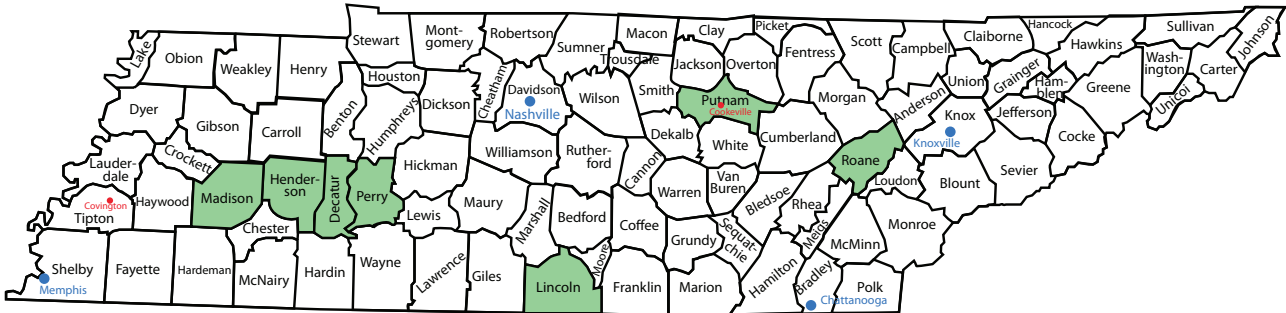 Lake
Obion
Weakley
Henry
Stewart
Mont-
gomery
Robertson
Sumner
Macon
Trousdale
Clay
Picket
Jackson
Overton
Fentress
Scott
Campbell
Claiborne
Hancock
Hawkins
Sullivan
Johnson
Carter
Wash-
ington
Unicoi
Greene
Ham-
blen
Grainger
Union
Jefferson
Cocke
Sevier
Knox
Knoxville
Anderson
Morgan
Houston
Dickson
Cheatham
Davidson
Nashville
Wilson
Smith
Putnam
Cookeville
Dekalb
White
Cumberland
Roane
Loudon
Blount
Monroe
Dyer
Gibson
Carroll
Benton
Humphreys
Hickman
Williamson
Ruther-
ford
Cannon
Warren
Van
Buren
Bledsoe
Rhea
Meigs
McMinn
Lauder-
dale
Crockett
Haywood
Madison
Hender-
son
Decatur
Perry
Lewis
Maury
Marshall
Bedford
Coffee
Grundy
Sequat-
chie
Hamilton
Bradley
Polk
Chattanooga
Covington
Tipton
Chester
Shelby
Memphis
Fayette
Hardeman
McNairy
Hardin
Wayne
Lawrence
Giles
Lincoln
Moore
Franklin
Marion